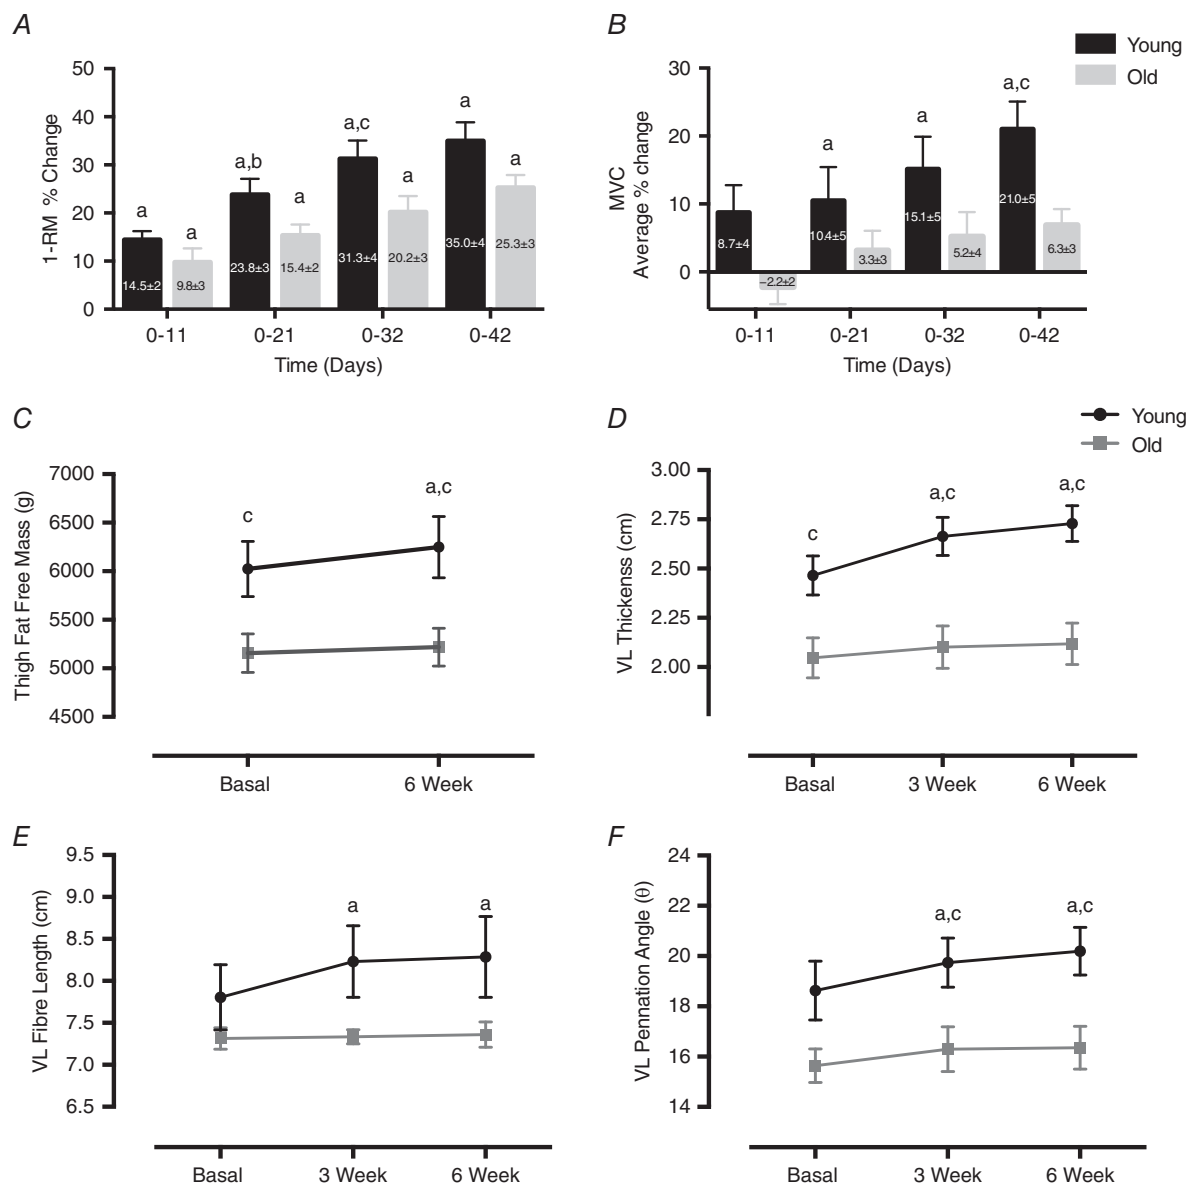 A
B
Young
Old
1-RM % Change
50
40
30
20
10
0
a
a
a,b
a
a,c
a
a
a
14.5±2
9.8±3
23.8±3
15.4±2
31.3±4
20.2±3
35.0±4
25.3±3
0-11
0-21
0-32
0-42
Time (Days)
MVC
Average % change
30
20
10
0
a
a
a,c
8.7±4
−2.2±2
10.4±5
3.3±3
15.1±5
5.2±4
21.0±5
6.3±3
0-11
0-21
0-32
0-42
Time (Days)
C
D
Young
Old
Thigh Fat Free Mass (g)
7000
6500
6000
5500
5000
4500
c
a,c
Basal
6 Week
VL Thickenss (cm)
3.00
2.75
2.50
2.25
2.00
c
a,c
a,c
Basal
3 Week
6 Week
E
VL Fibre Length (cm)
9.5
9.0
8.5
8.0
7.5
7.0
6.5
a
a
Basal
3 Week
6 Week
F
VL Pennation Angle (θ)
24
22
20
18
16
14
a,c
a,c
Basal
3 Week
6 Week